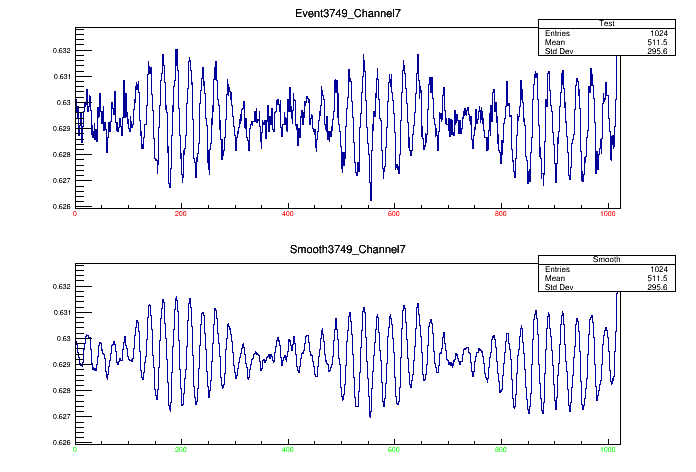 Event3749_Channel7
Test
Entries 1024
Mean 511.5
Std Dev 295.6
0.632
0.631
0.63
0.629
0.628
0.627
0.626
0 200 400 600 800 1000
Smooth3749_Channel7
Smooth
Entries 1024
Mean 511.5
Std Dev 295.6
0.632
0.631
0.63
0.629
0.628
0.627
0.626
0 200 400 600 800 1000